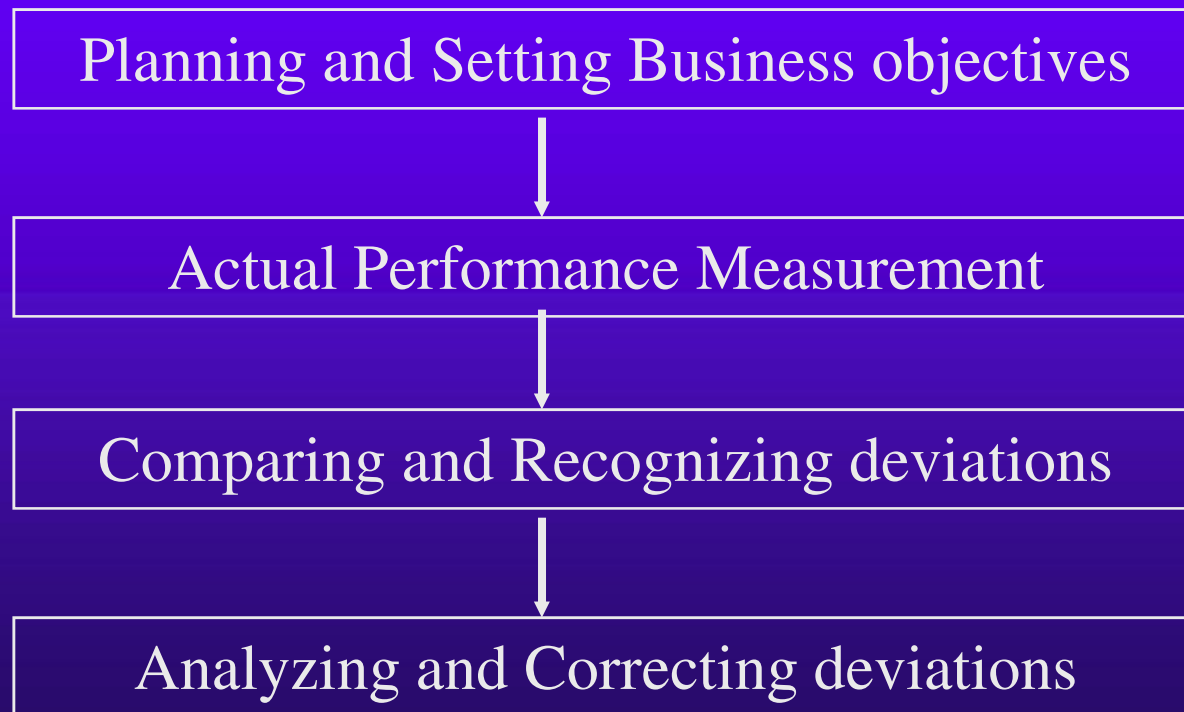 Planning and Setting Business objectives
Actual Performance Measurement
Comparing and Recognizing deviations
Analyzing and Correcting deviations